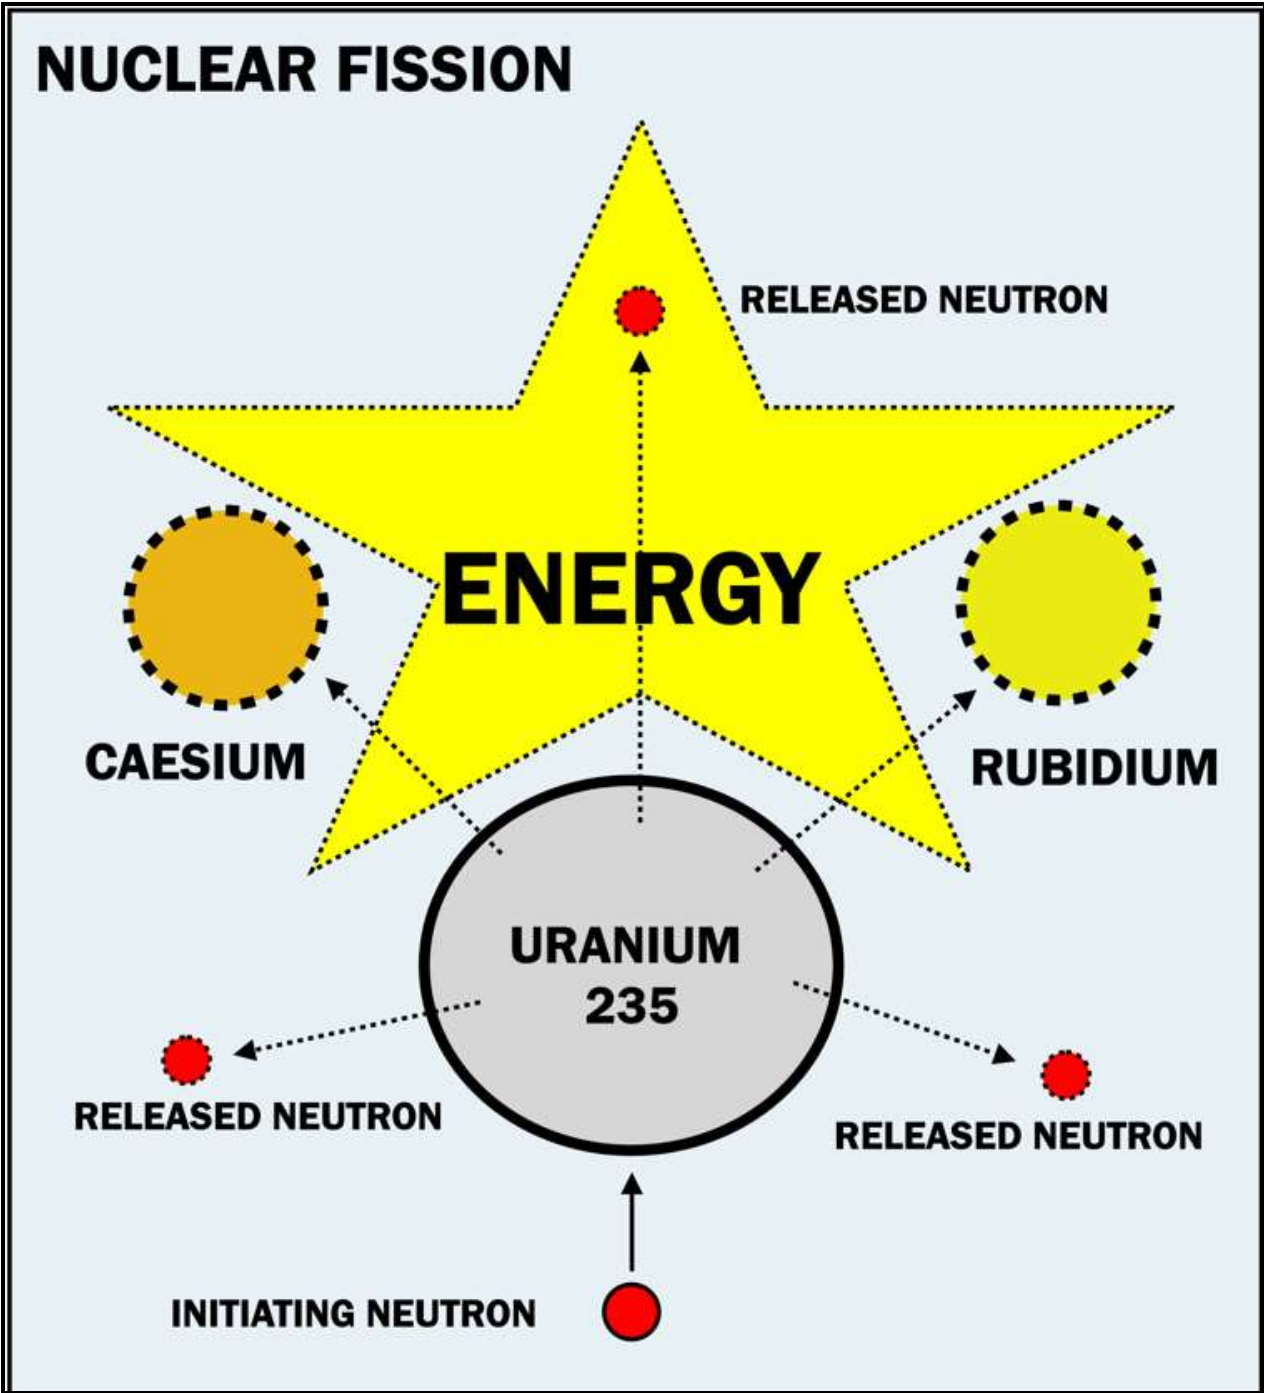 NUCLEAR FISSION
RELEASED NEUTRON
ENERGY
CAESIUM
RUBIDIUM
URANIUM
235
RELEASED NEUTRON
RELEASED NEUTRON
INITIATING NEUTRON